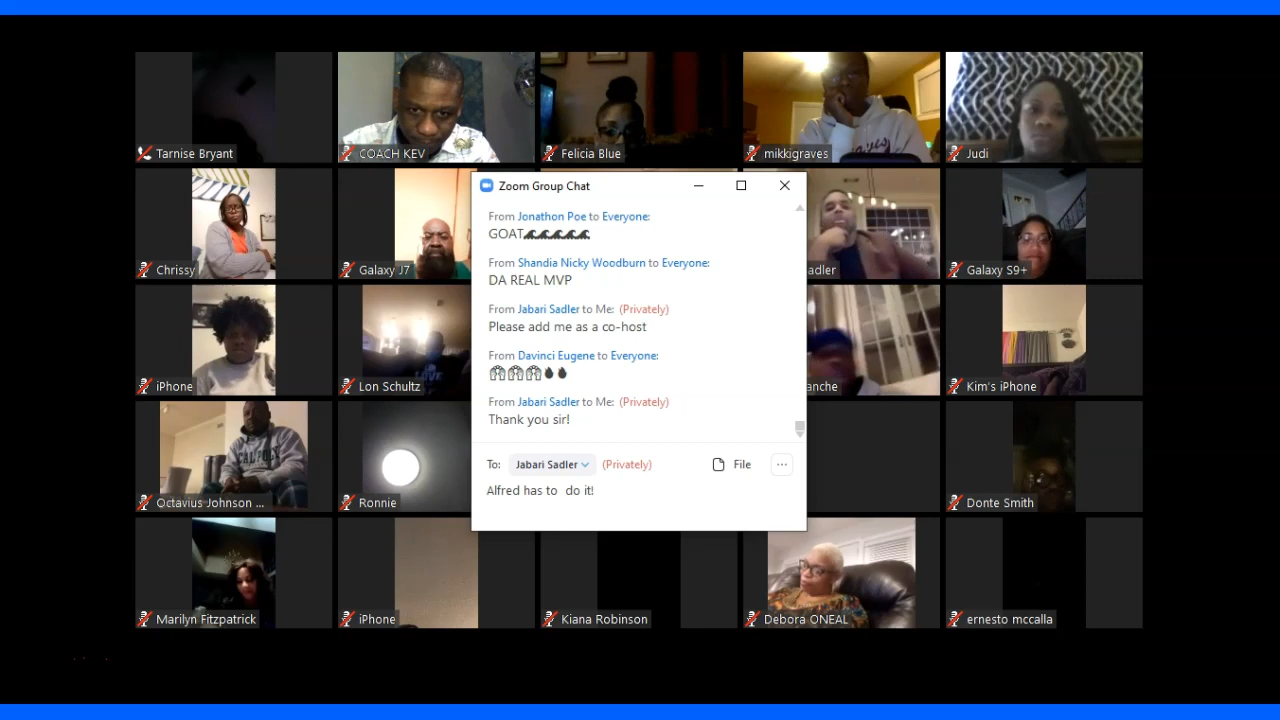 Tarnise Bryant
COACH KEV
Felicia Blue
mikkigraves
Judi
Chrissy
Galaxy J7
adler
Galaxy S9+
iPhone
Lon Schultz
anche
Kim's iPhone
Octavius Johnson ...
Ronnie
Donte Smith
Marilyn Fitzpatrick
iPhone
Kiana Robinson
Debora ONEAL
ernesto mccalla
Zoom Group Chat
From Jonathon Poe to Everyone:
GOAT🌊🌊🌊🌊🌊
From Shandia Nicky Woodburn to Everyone:
DA REAL MVP
From Jabari Sadler to Me: (Privately)
Please add me as a co-host
From Davinci Eugene to Everyone:
From Jabari Sadler to Me: (Privately)
Thank you sir!
To: Jabari Sadler (Privately) File ...
Alfred has to  do it!